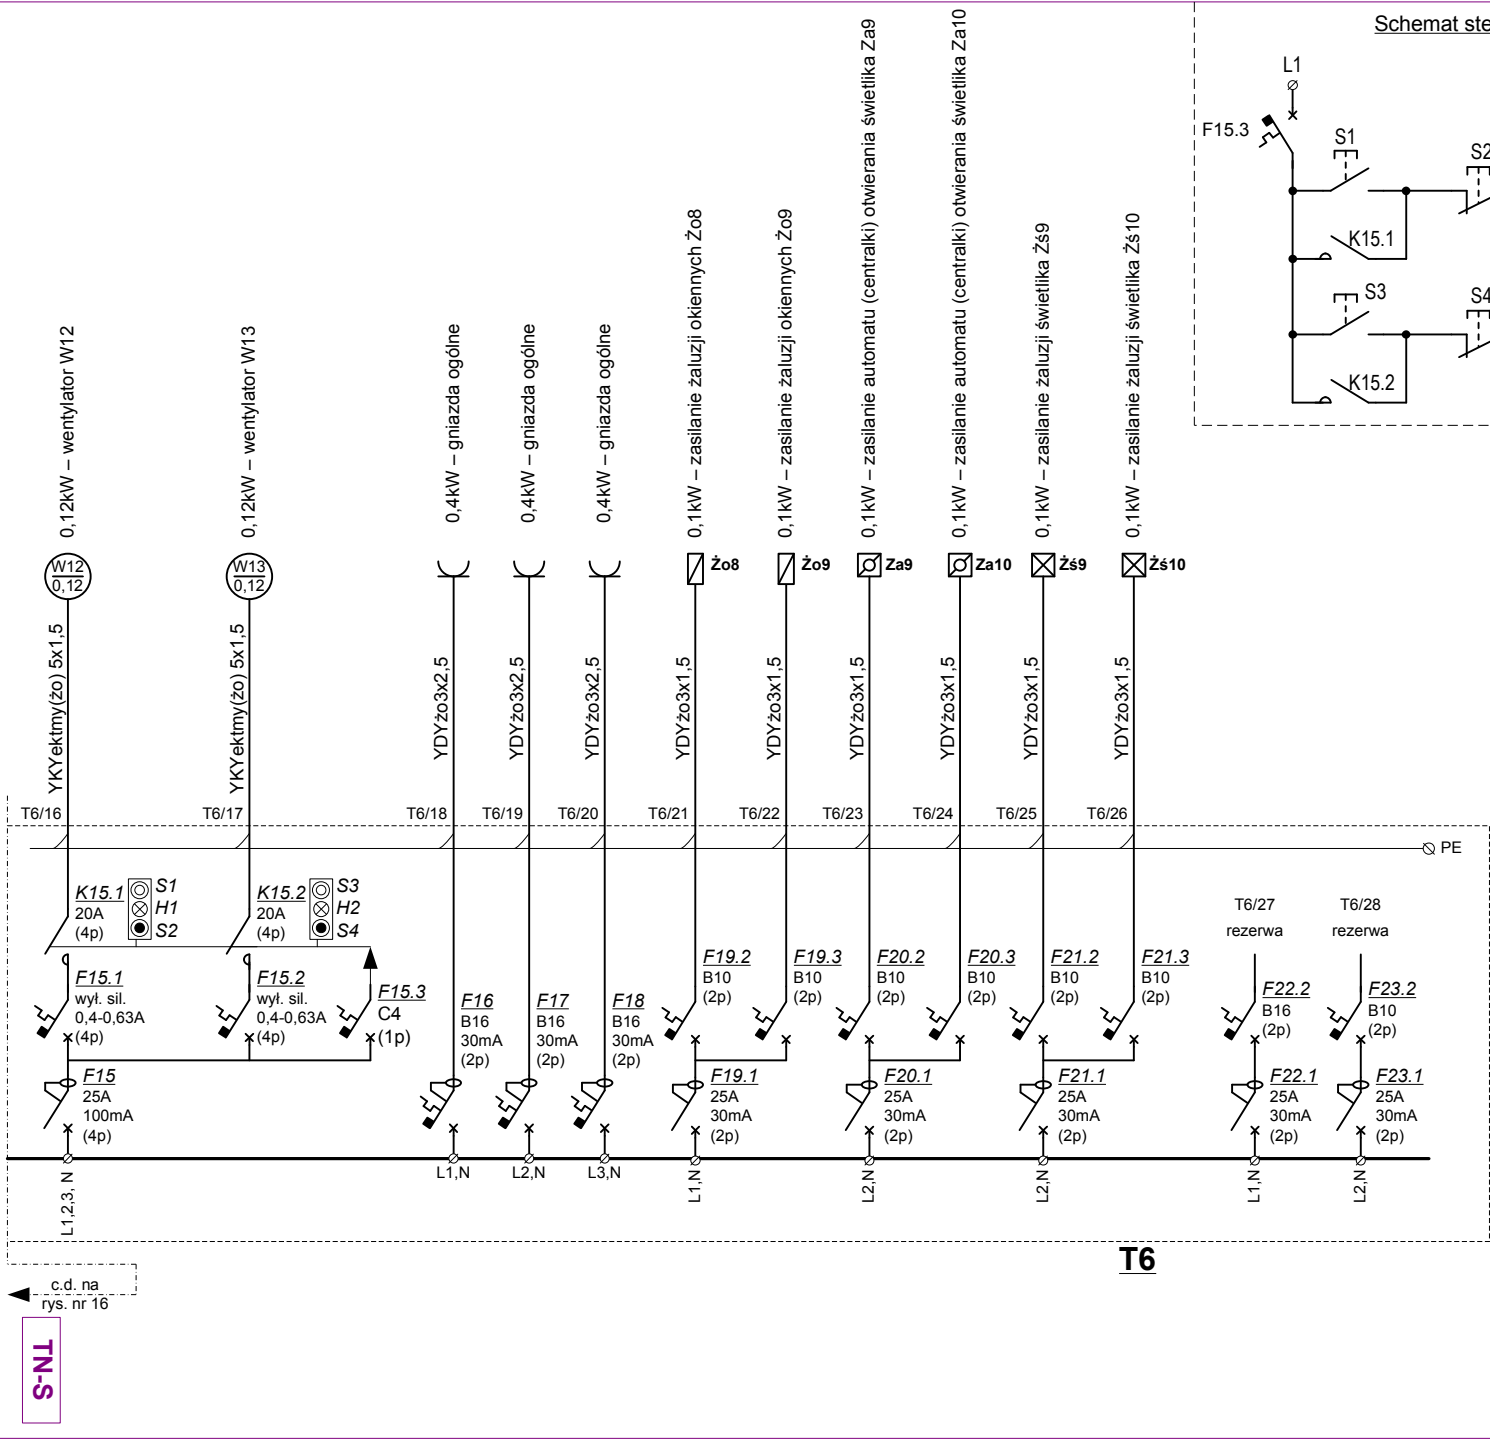 Schemat ste
L1
F15.3
S1
S2
K15.1
S3
S4
K15.2
0,12kW – wentylator W12
0,12kW – wentylator W13
0,4kW – gniazda ogólne
0,4kW – gniazda ogólne
0,4kW – gniazda ogólne
0,1kW – zasilanie żaluzji okiennych Żo8
0,1kW – zasilanie żaluzji okiennych Żo9
0,1kW – zasilanie automatu (centralki) otwierania świetlika Za9
0,1kW – zasilanie automatu (centralki) otwierania świetlika Za10
0,1kW – zasilanie żaluzji świetlika Żś9
0,1kW – zasilanie żaluzji świetlika Żś10
W12
0,12
W13
0,12
Żo8
Żo9
Za9
Za10
Żś9
Żś10
YKYektmy(żo) 5x1,5
YKYektmy(żo) 5x1,5
YDYżo3x2,5
YDYżo3x2,5
YDYżo3x2,5
YDYżo3x1,5
YDYżo3x1,5
YDYżo3x1,5
YDYżo3x1,5
YDYżo3x1,5
YDYżo3x1,5
T6/16
T6/17
T6/18
T6/19
T6/20
T6/21
T6/22
T6/23
T6/24
T6/25
T6/26
PE
K15.1
20A
(4p)
S1
H1
S2
K15.2
20A
(4p)
S3
H2
S4
T6/27
rezerwa
T6/28
rezerwa
F15.1
wył. sil.
0,4-0,63A
(4p)
F15.2
wył. sil.
0,4-0,63A
(4p)
F15.3
C4
(1p)
F16
B16
30mA
(2p)
F17
B16
30mA
(2p)
F18
B16
30mA
(2p)
F19.2
B10
(2p)
F19.3
B10
(2p)
F20.2
B10
(2p)
F20.3
B10
(2p)
F21.2
B10
(2p)
F21.3
B10
(2p)
F22.2
B16
(2p)
F23.2
B10
(2p)
F15
25A
100mA
(4p)
F19.1
25A
30mA
(2p)
F20.1
25A
30mA
(2p)
F21.1
25A
30mA
(2p)
F22.1
25A
30mA
(2p)
F23.1
25A
30mA
(2p)
L1,2,3, N
L1,N
L2,N
L3,N
L1,N
L2,N
L2,N
L1,N
L2,N
T6
c.d. na
rys. nr 16
TN-S